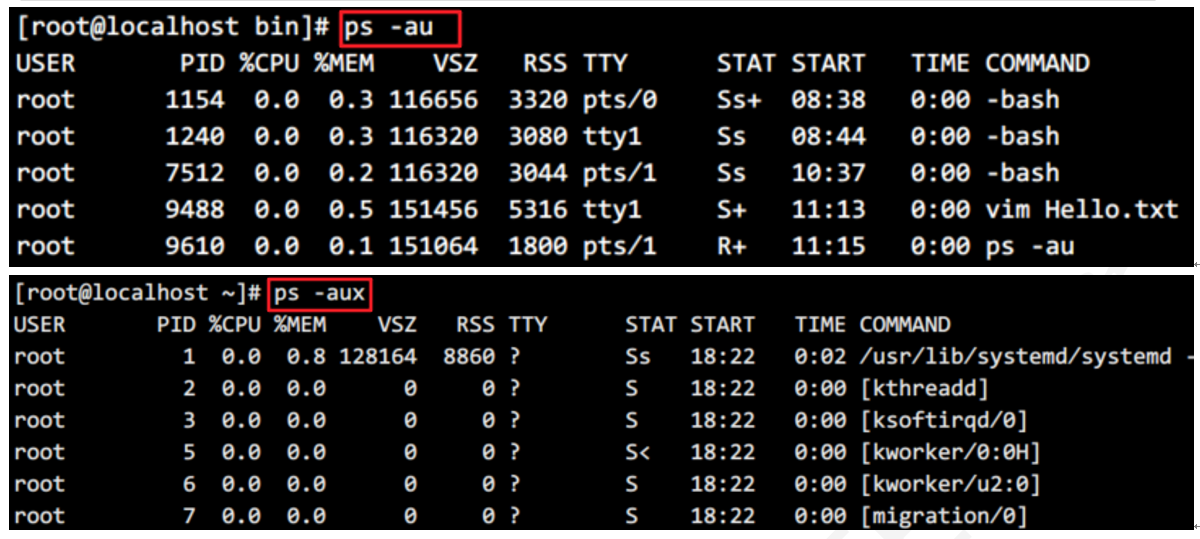 [root@localhost bin]# ps -au
USER PID %CPU %MEM VSZ RSS TTY STAT START TIME COMMAND
root 1154 0.0 0.3 116656 3320 pts/0 Ss+ 08:38 0:00 -bash
root 1240 0.0 0.3 116320 3080 tty1 Ss 08:44 0:00 -bash
root 7512 0.0 0.2 116320 3044 pts/1 Ss 10:37 0:00 -bash
root 9488 0.0 0.5 151456 5316 tty1 S+ 11:13 0:00 vim Hello.txt
root 9610 0.0 0.1 151064 1800 pts/1 R+ 11:15 0:00 ps -au
[root@localhost ~]# ps -aux
USER PID %CPU %MEM VSZ RSS TTY STAT START TIME COMMAND
root 1 0.0 0.8 128164 8860 ? Ss 18:22 0:02 /usr/lib/systemd/systemd -
root 2 0.0 0.0 0 0 ? S 18:22 0:00 [kthreadd]
root 3 0.0 0.0 0 0 ? S 18:22 0:00 [ksoftirqd/0]
root 5 0.0 0.0 0 0 ? S< 18:22 0:00 [kworker/0:0H]
root 6 0.0 0.0 0 0 ? S 18:22 0:00 [kworker/u2:0]
root 7 0.0 0.0 0 0 ? S 18:22 0:00 [migration/0]